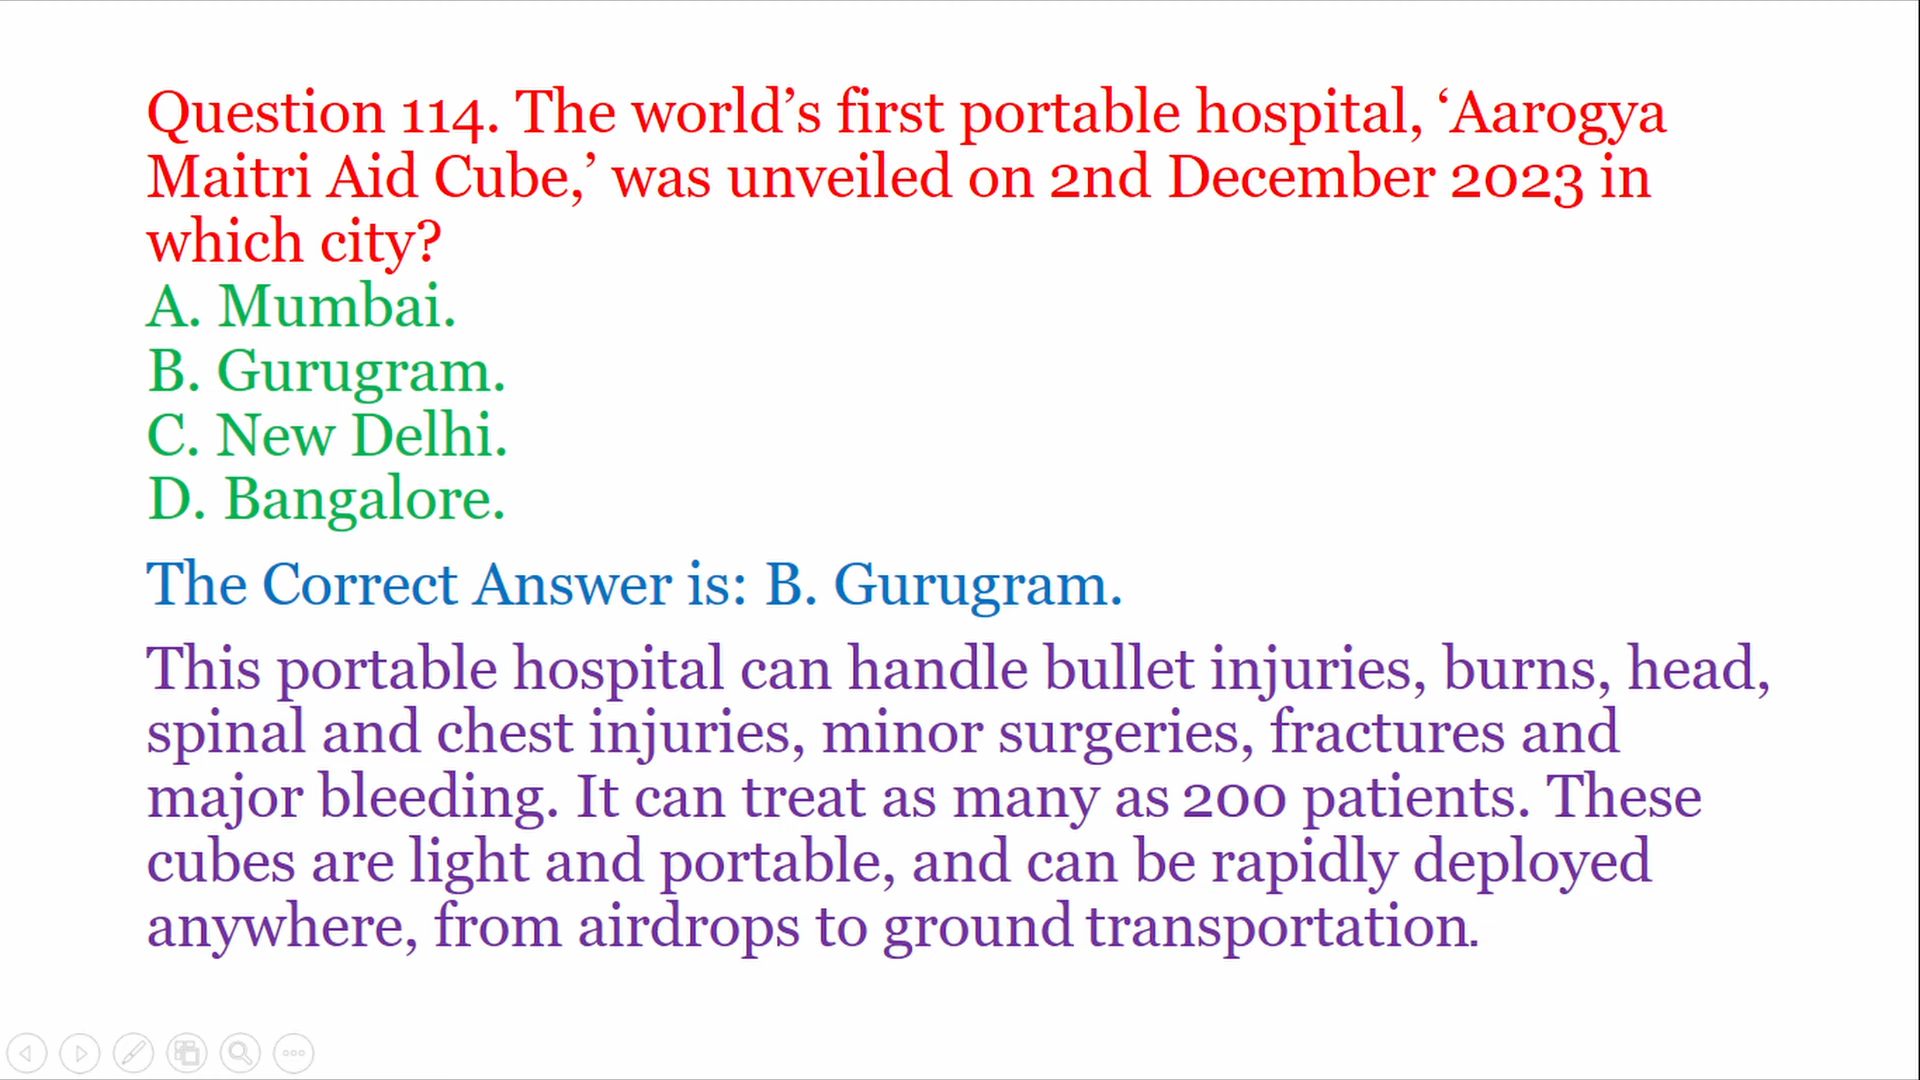 Question 114. The world’s first portable hospital, ‘Aarogya
Maitri Aid Cube,’ was unveiled on 2nd December 2023 in
which city?
A. Mumbai.
B. Gurugram.
C. New Delhi.
D. Bangalore.
The Correct Answer is: B. Gurugram.
This portable hospital can handle bullet injuries, burns, head,
spinal and chest injuries, minor surgeries, fractures and
major bleeding. It can treat as many as 200 patients. These
cubes are light and portable, and can be rapidly deployed
anywhere, from airdrops to ground transportation.